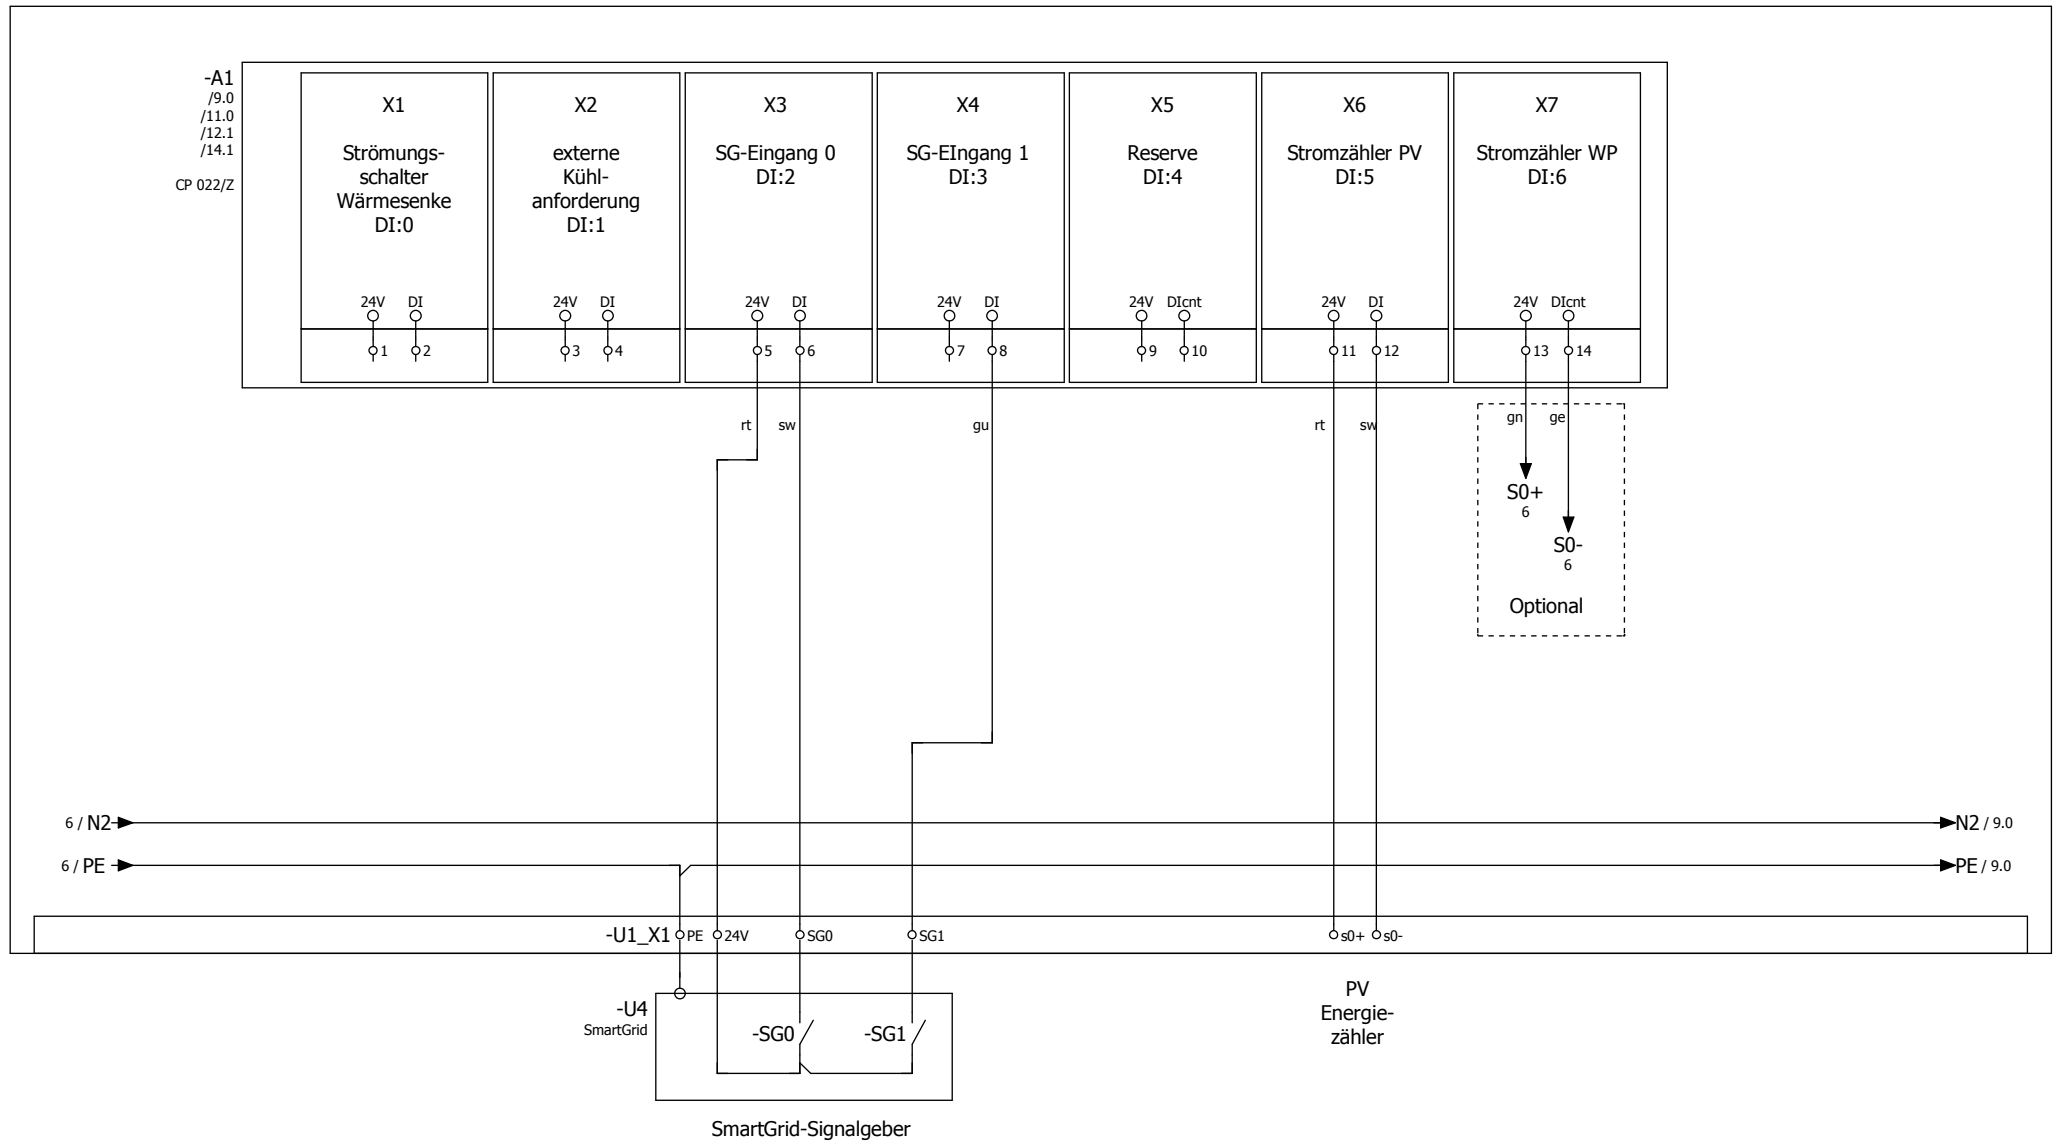 -A1
/9.0
/11.0
/12.1
/14.1
CP 022/Z
X1
Strömungs-
schalter
Wärmesenke
DI:0
24V DI
1 2
X2
externe
Kühl-
anforderung
DI:1
24V DI
3 4
X3
SG-Eingang 0
DI:2
24V DI
5 6
X4
SG-EIngang 1
DI:3
24V DI
7 8
X5
Reserve
DI:4
24V DIcnt
9 10
X6
Stromzähler PV
DI:5
24V DI
11 12
X7
Stromzähler WP
DI:6
24V DIcnt
13 14
rt sw gu rt sw gn ge
S0+
6
S0-
6
Optional
6 / N2 N2 / 9.0
6 / PE PE / 9.0
-U1_X1 PE 24V SG0 SG1 s0+ s0-
-U4
SmartGrid
-SG0 -SG1
PV
Energie-
zähler
SmartGrid-Signalgeber